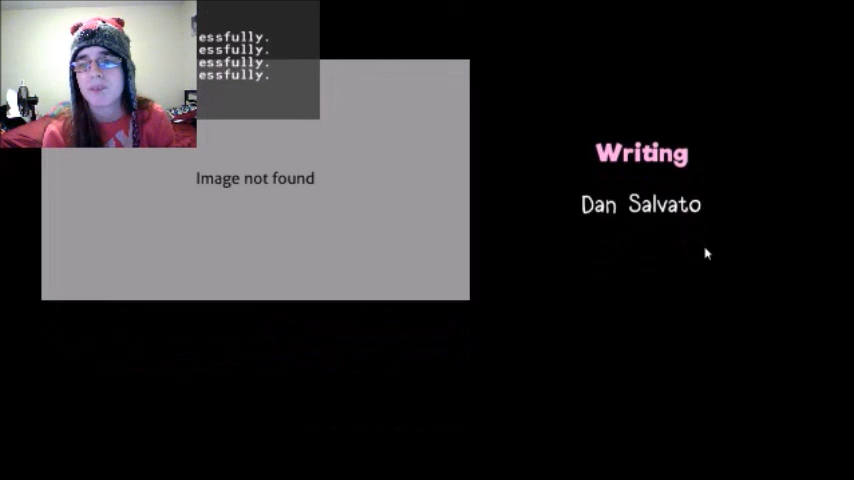 essfully.
essfully.
essfully.
essfully.
Image not found
Writing
Dan Salvato